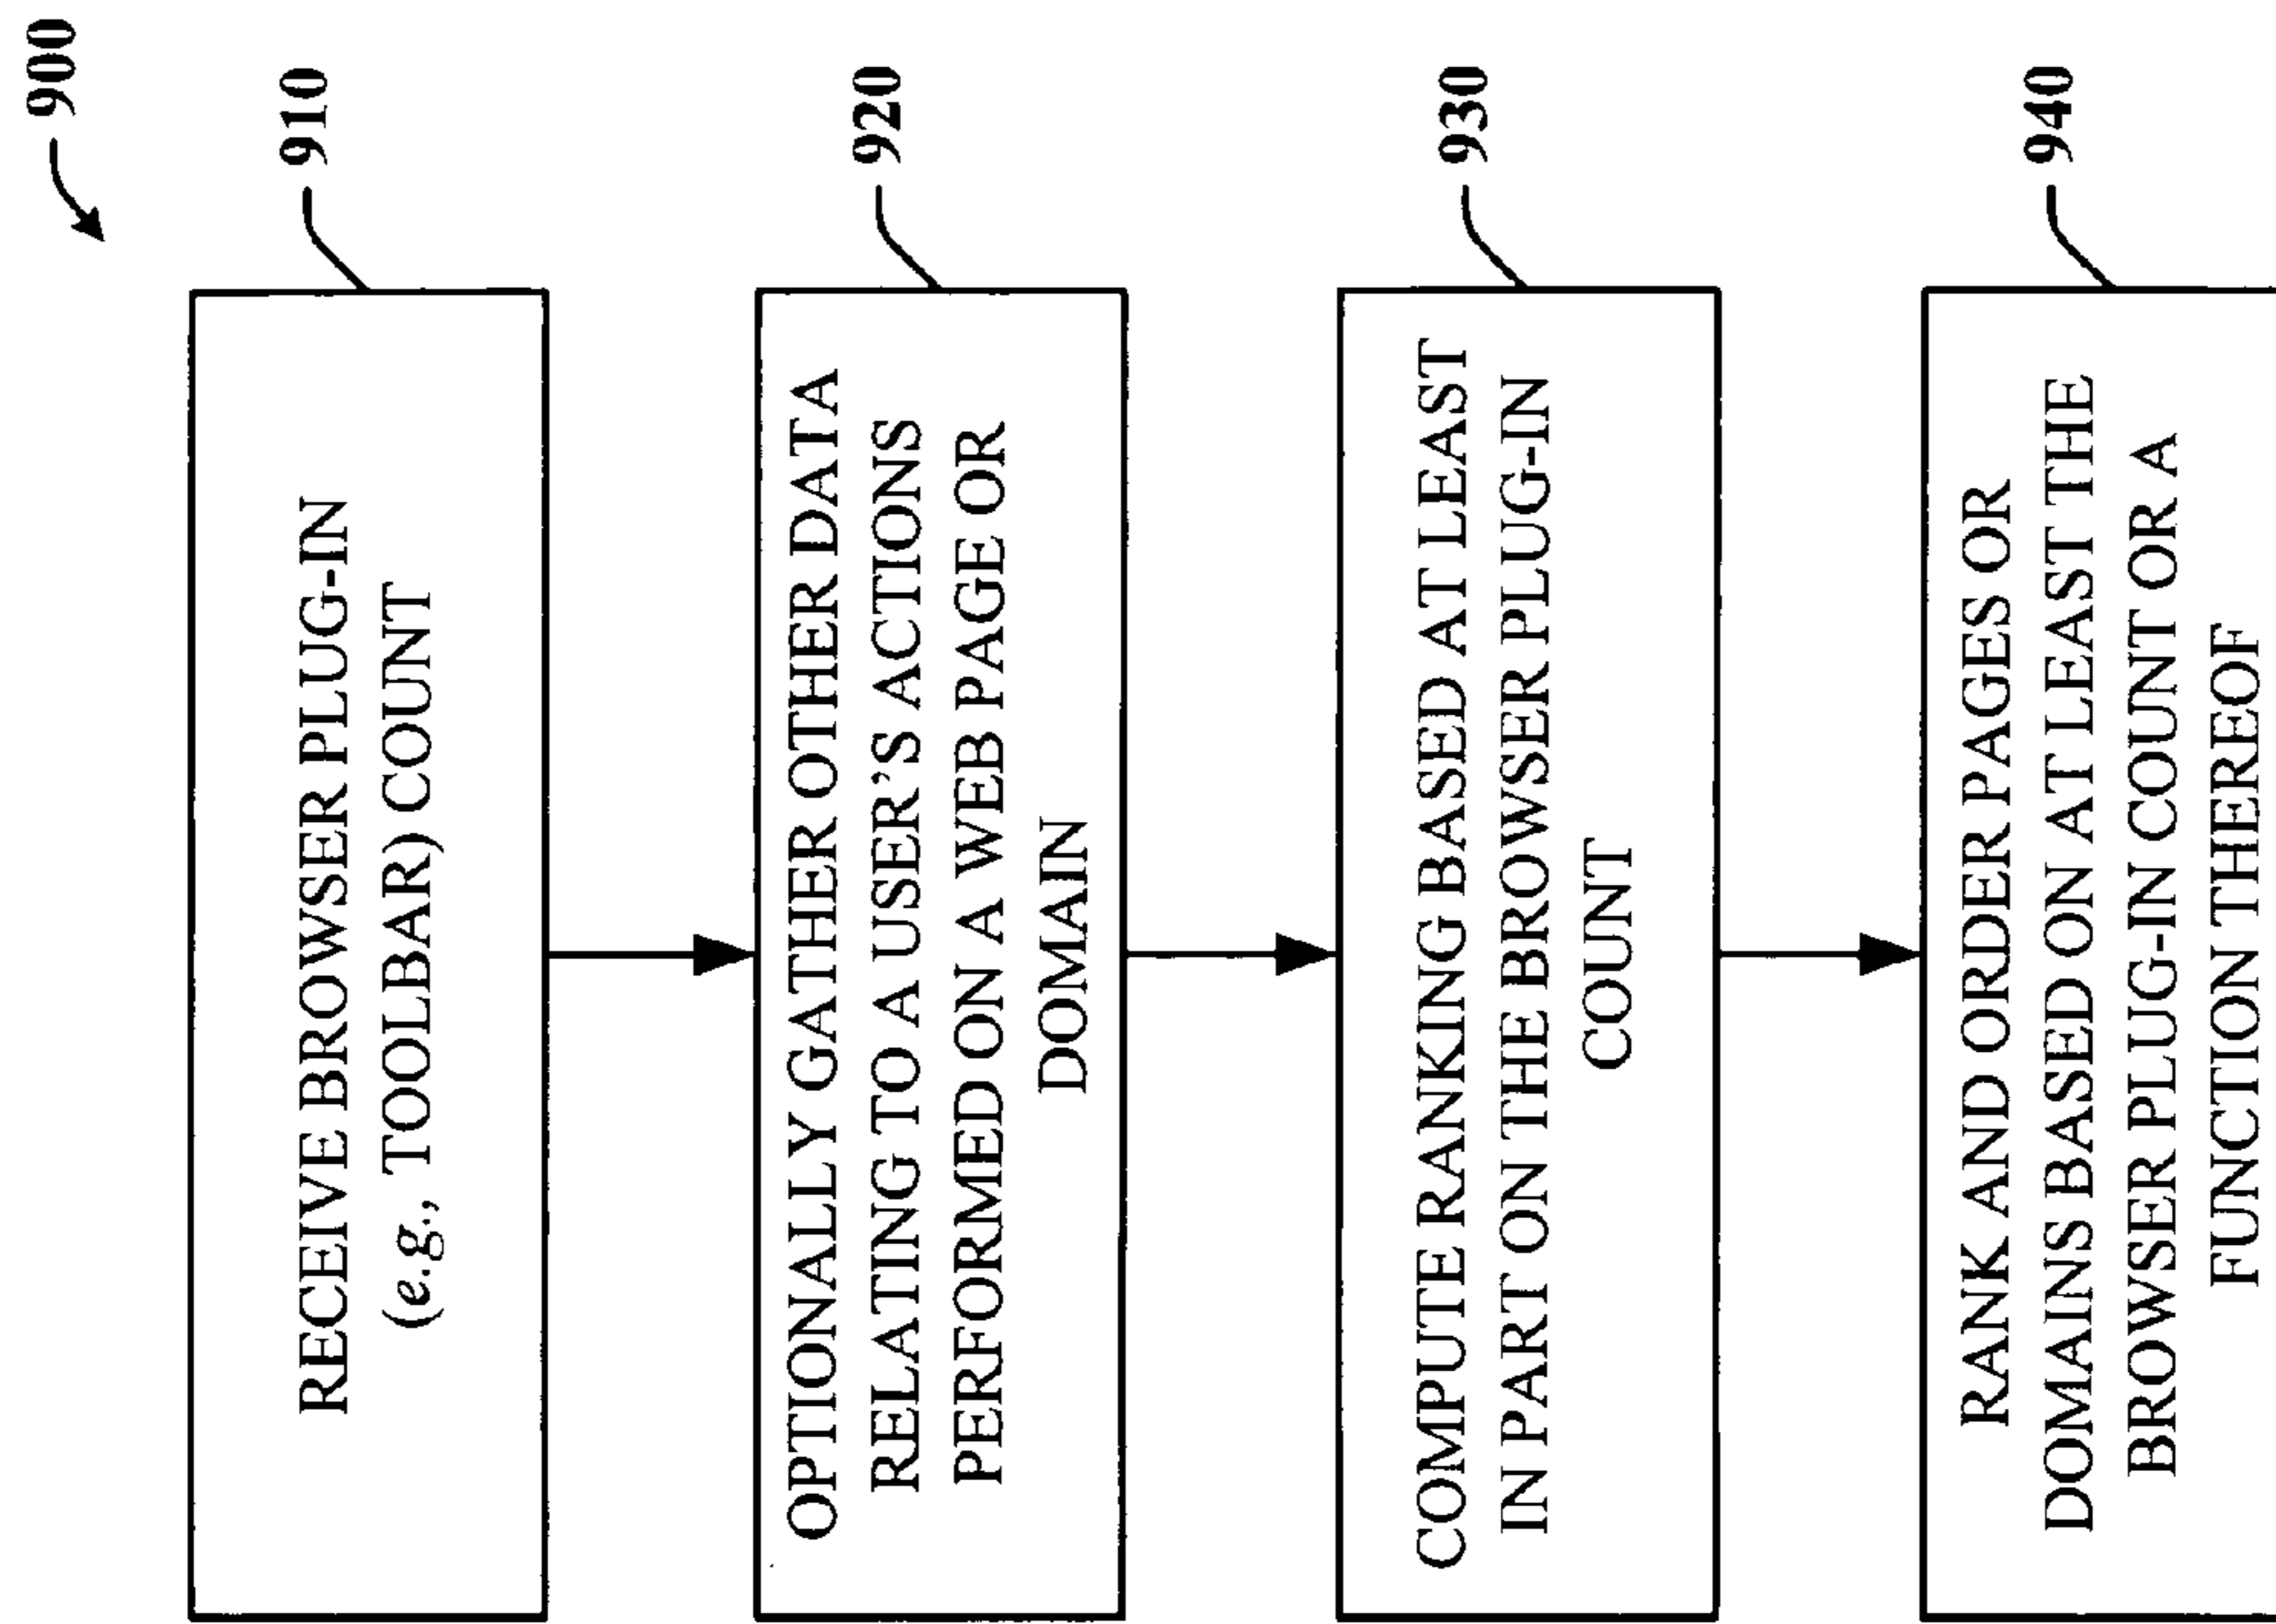 900
910
RECEIVE BROWSER PLUG-IN
(e.g., TOOLBAR) COUNT
920
OPTIONALLY GATHER OTHER DATA
RELATING TO A USER'S ACTIONS
PERFORMED ON A WEB PAGE OR
DOMAIN
930
COMPUTE RANKING BASED AT LEAST
IN PART ON THE BROWSER PLUG-IN
COUNT
940
RANK AND ORDER PAGES OR
DOMAINS BASED ON AT LEAST THE
BROWSER PLUG-IN COUNT OR A
FUNCTION THEREOF